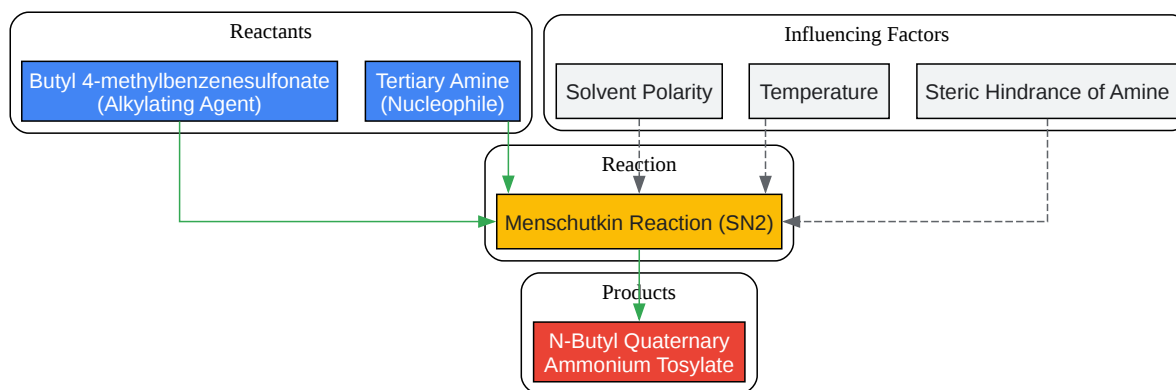 Reactants
Influencing Factors
Butyl 4-methylbenzenesulfonate
(Alkylating Agent)
Tertiary Amine
(Nucleophile)
Solvent Polarity
Temperature
Steric Hindrance of Amine
Reaction
Menschutkin Reaction (SN2)
Products
N-Butyl Quaternary
Ammonium Tosylate